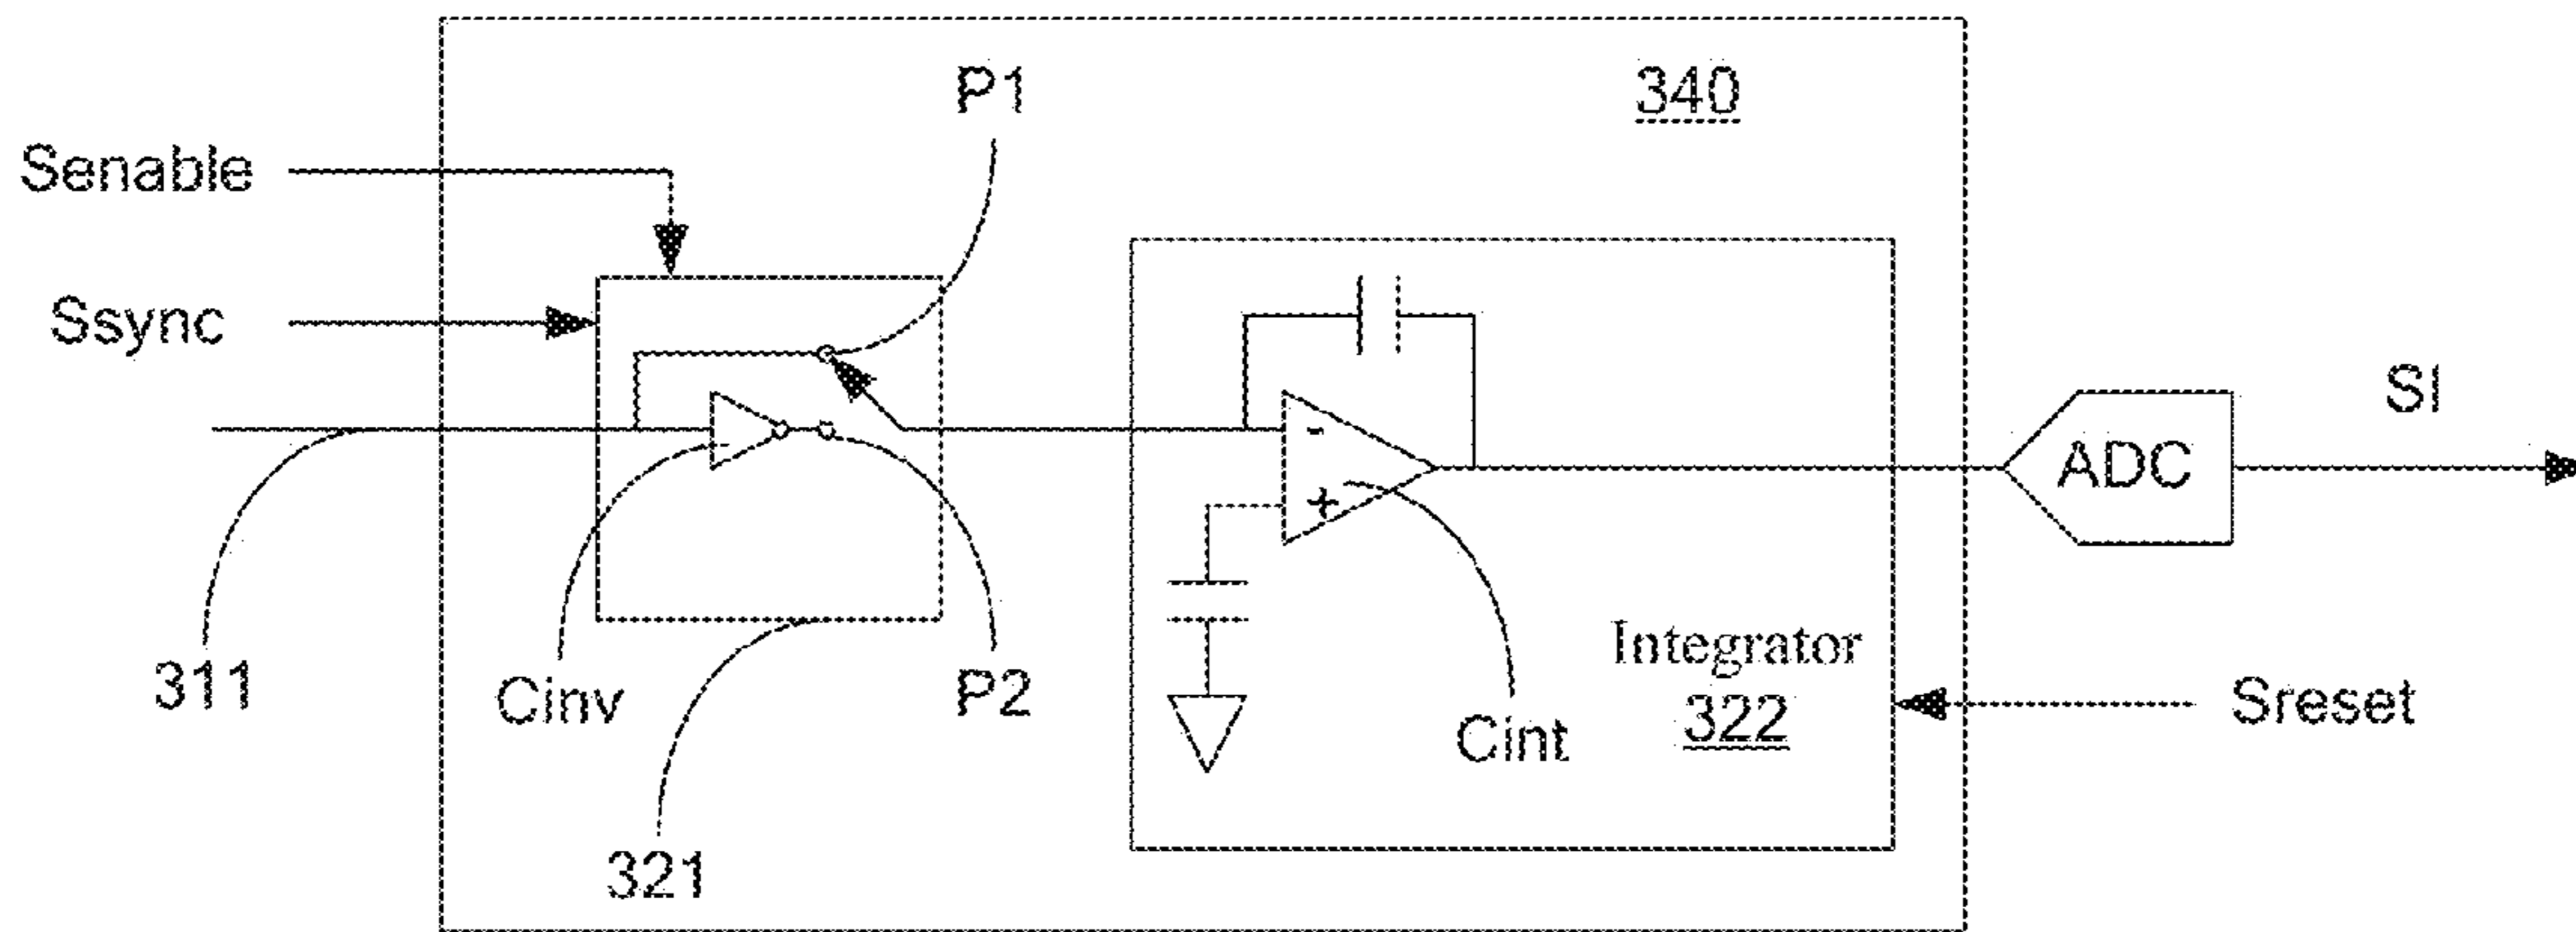 P1
340
Senable
Ssync
SI
ADC
-
+
311
Cinv
P2
Integrator
322
Cint
Sreset
321